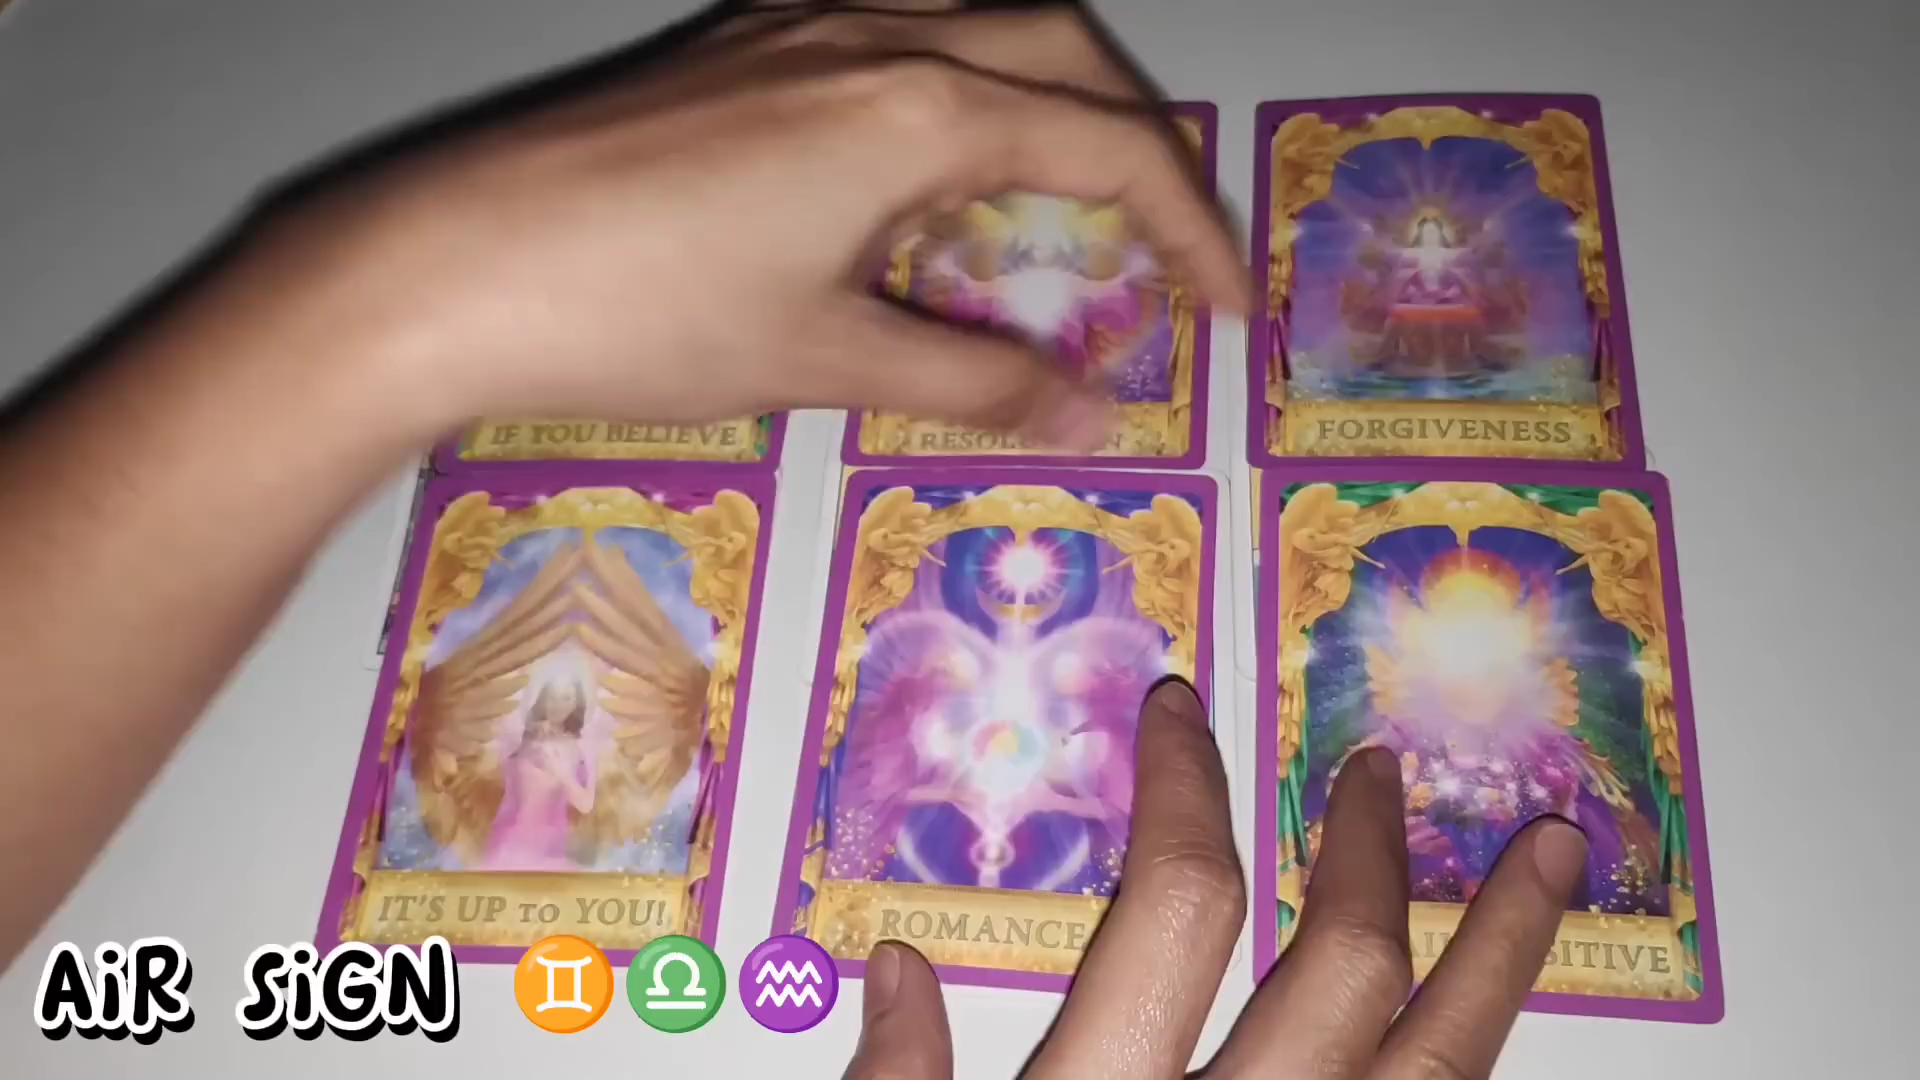 IF YOU BELIEVE
FORGIVENESS
IT'S UP TO YOU!
ROMANCE
AiR SiGN